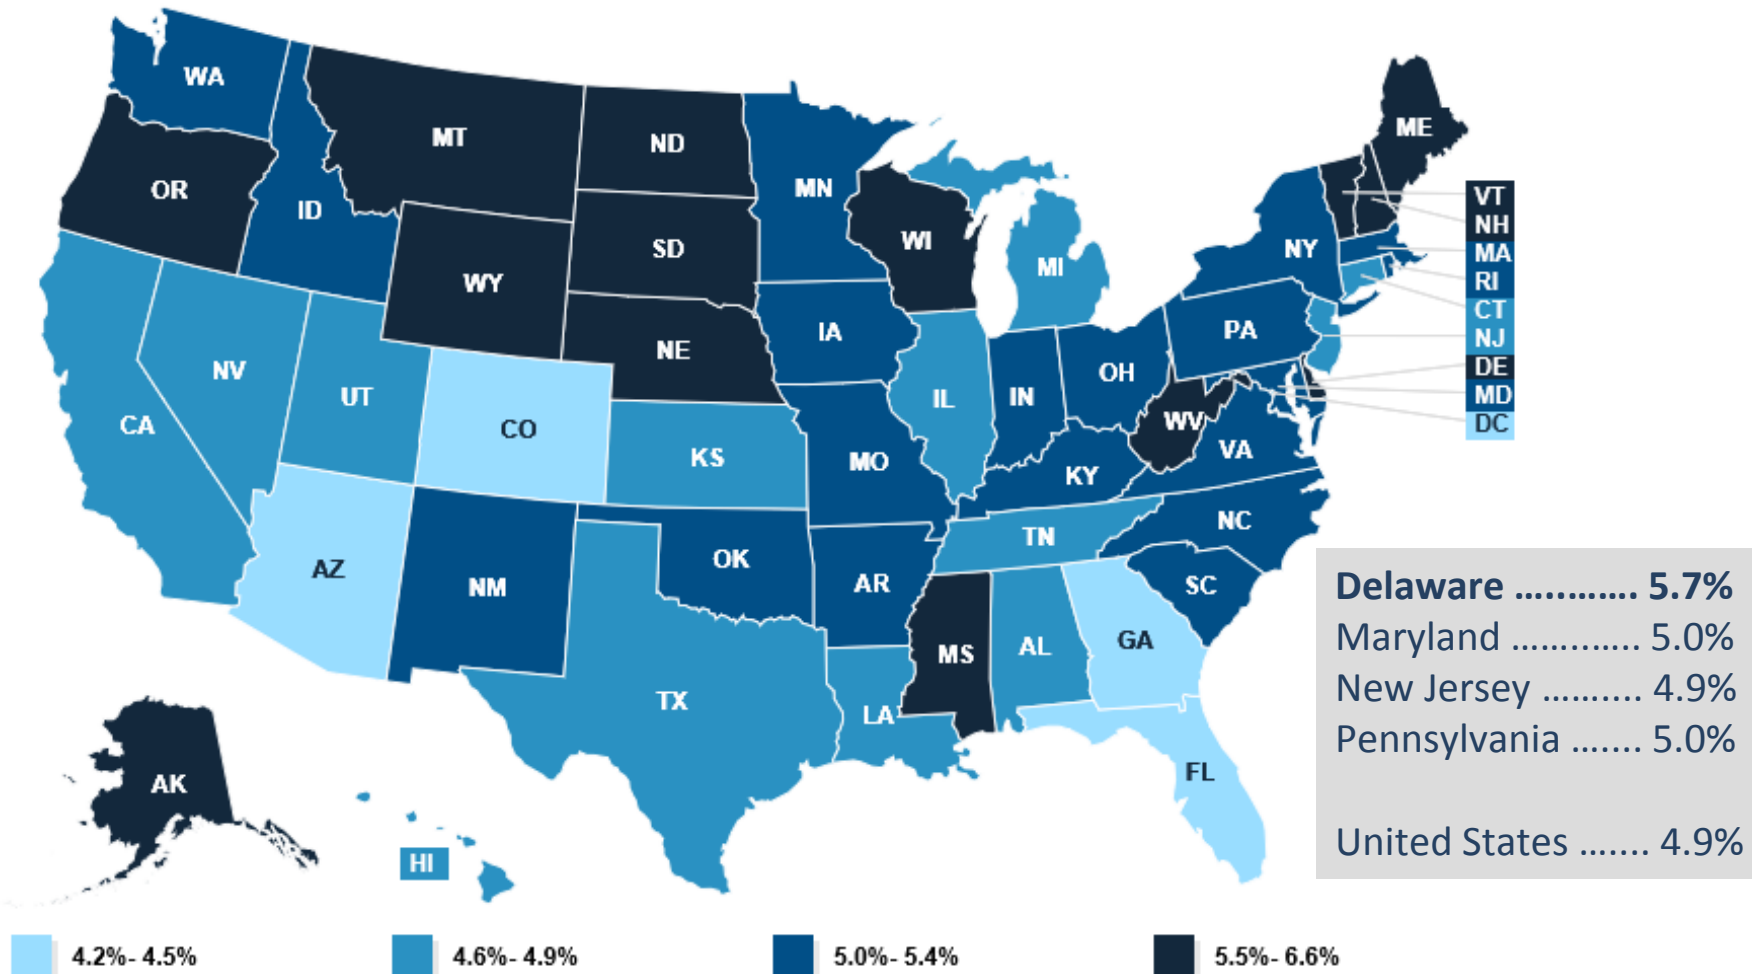 WA
MT
ND
ME
OR
ID
MN
VT
NH
SD
WI
NY
MA
MI
RI
WY
CT
IA
PA
NJ
NE
DE
NV
OH
UT
IL
IN
MD
CO
CA
WV
DC
KS
MO
VA
KY
NC
TN
OK
AZ
NM
AR
SC
MS
AL
GA
TX
LA
FL
AK
HI
Delaware ........... 5.7%
Maryland ............ 5.0%
New Jersey .......... 4.9%
Pennsylvania ....... 5.0%
United States ....... 4.9%
4.2%- 4.5%
4.6%- 4.9%
5.0%- 5.4%
5.5%- 6.6%